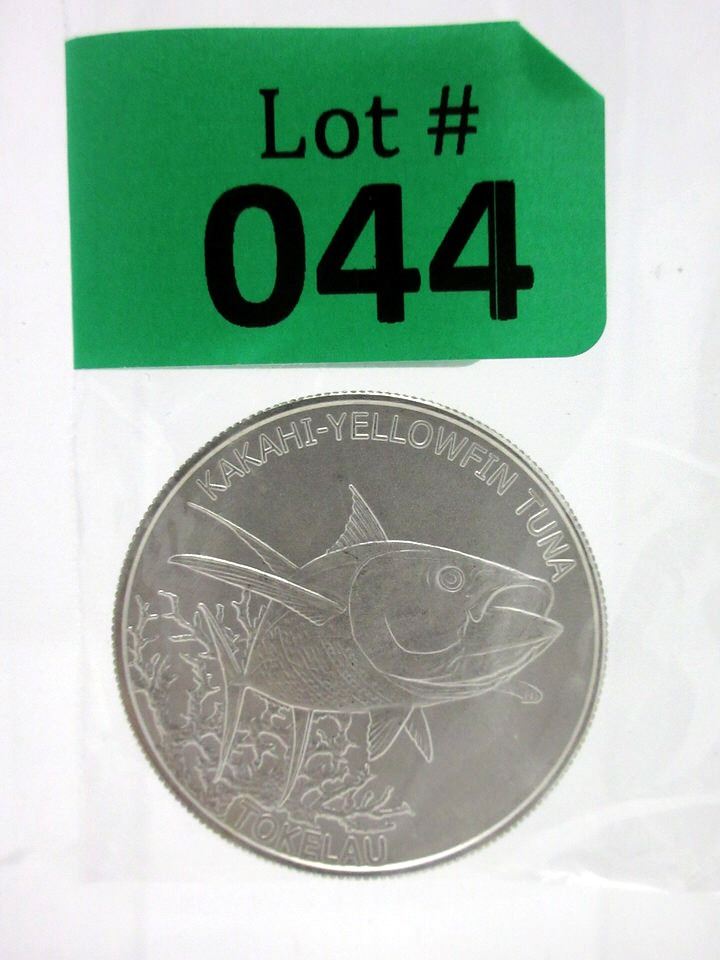 Lot #
044
KAKAHI-YELLOWFIN TUNA
TOKELAU